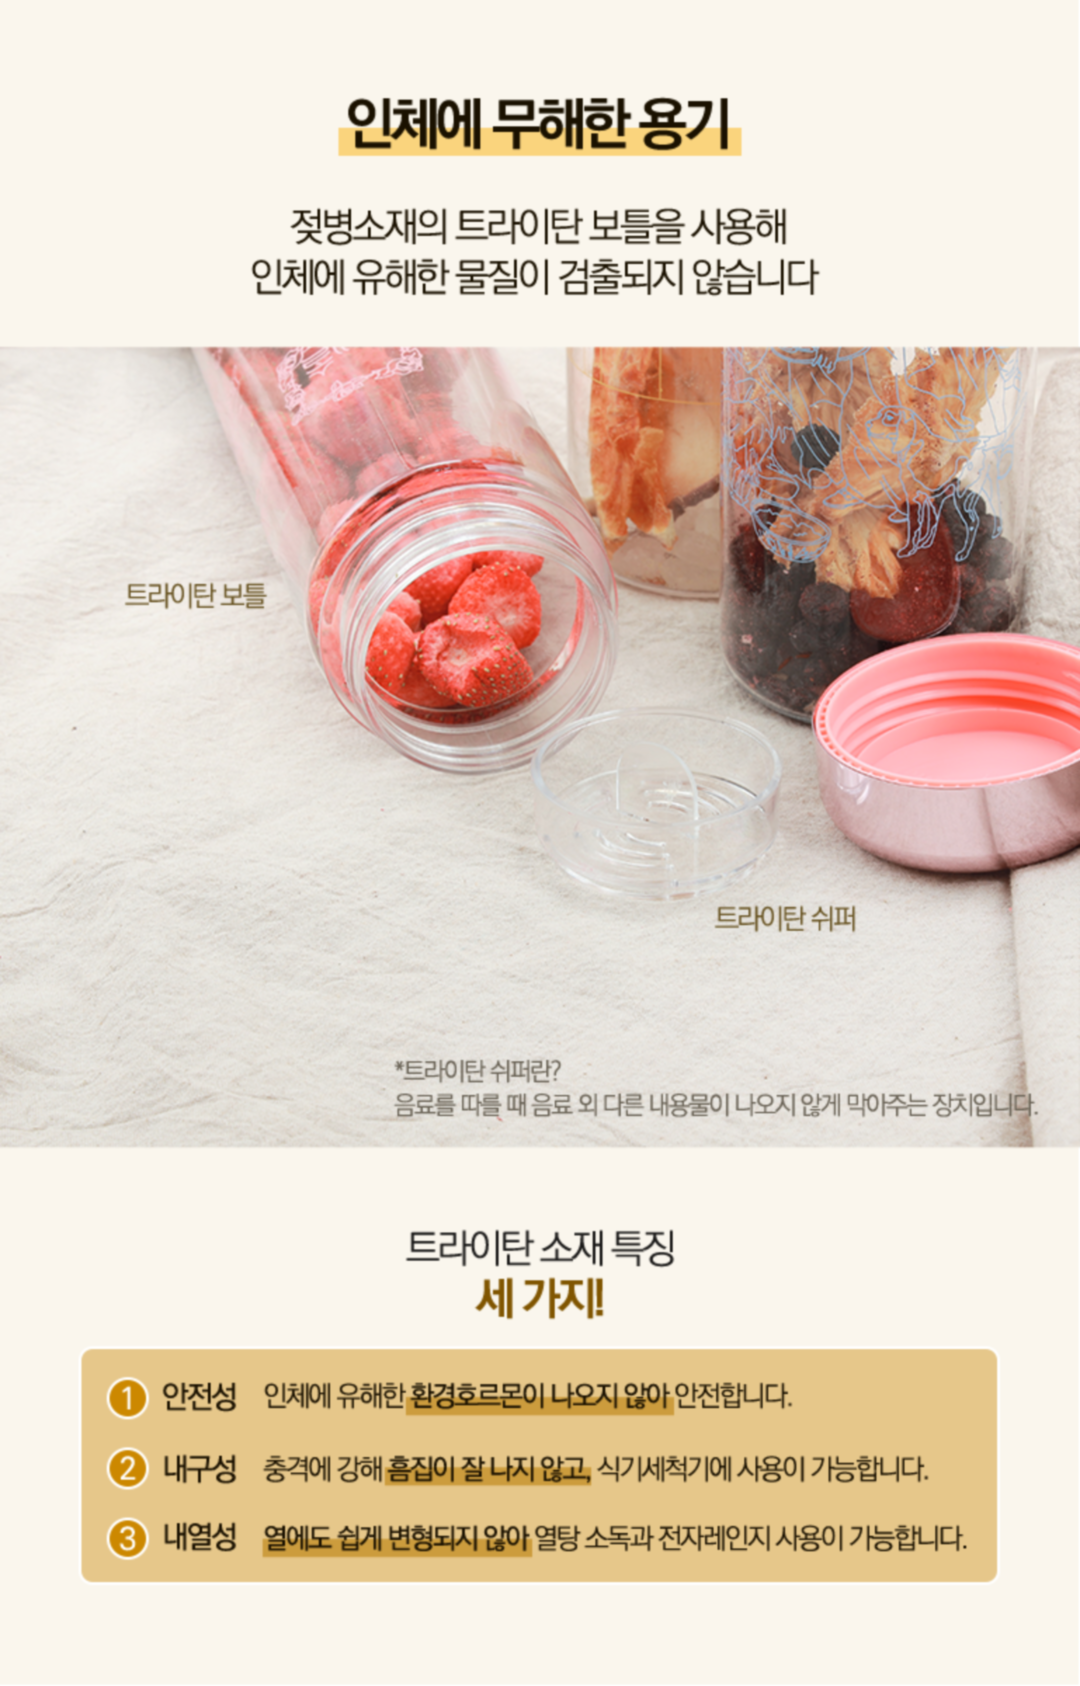 인체에 무해한 용기
젖병소재의 트라이탄 보틀을 사용해
인체에 유해한 물질이 검출되지 않습니다
트라이탄 보틀
트라이탄 쉬퍼
*트라이탄 쉬퍼란?
음료를 따를 때 음료 외 다른 내용물이 나오지 않게 막아주는 장치입니다.
트라이탄 소재 특징
세 가지!
1 안전성 인체에 유해한 환경호르몬이 나오지 않아 안전합니다.
2 내구성 충격에 강해 흠집이 잘 나지 않고, 식기세척기에 사용이 가능합니다.
3 내열성 열에도 쉽게 변형되지 않아 열탕 소독과 전자레인지 사용이 가능합니다.